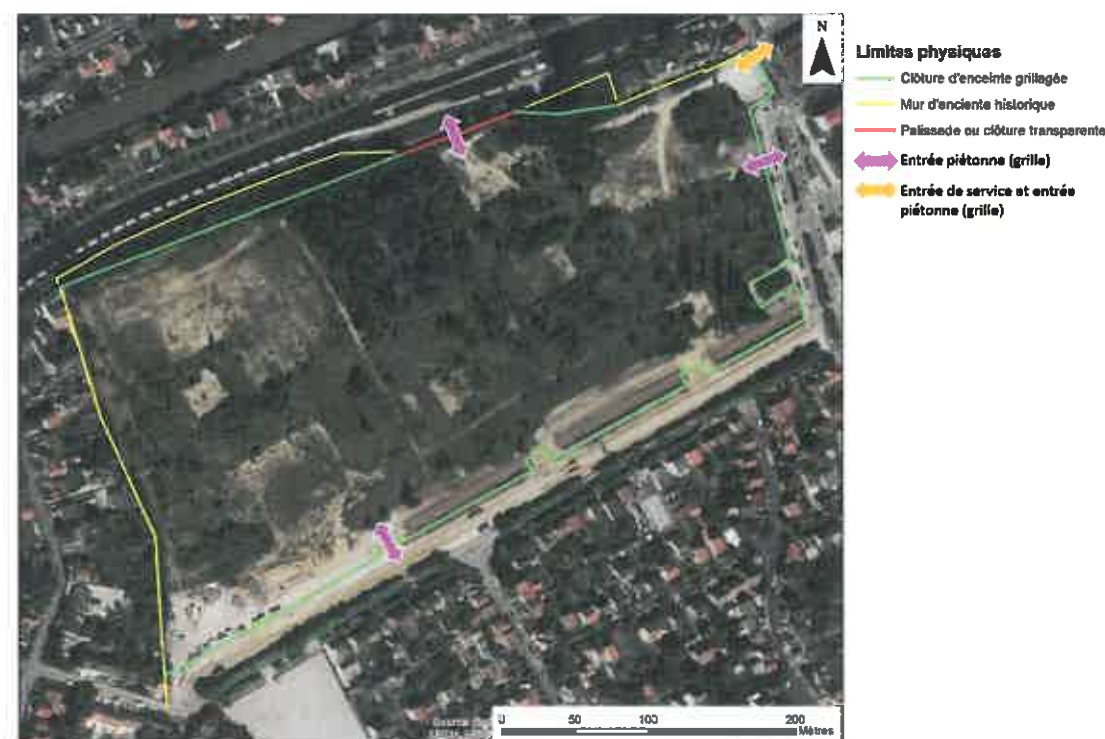 N
Limites physiques
Clôture d'enceinte grillagée
Mur d'anciente historique
Palissade ou clôture transparente
Entrée piétonne (grille)
Entrée de service et entrée
piétonne (grille)
0 50 100 200
Mètres